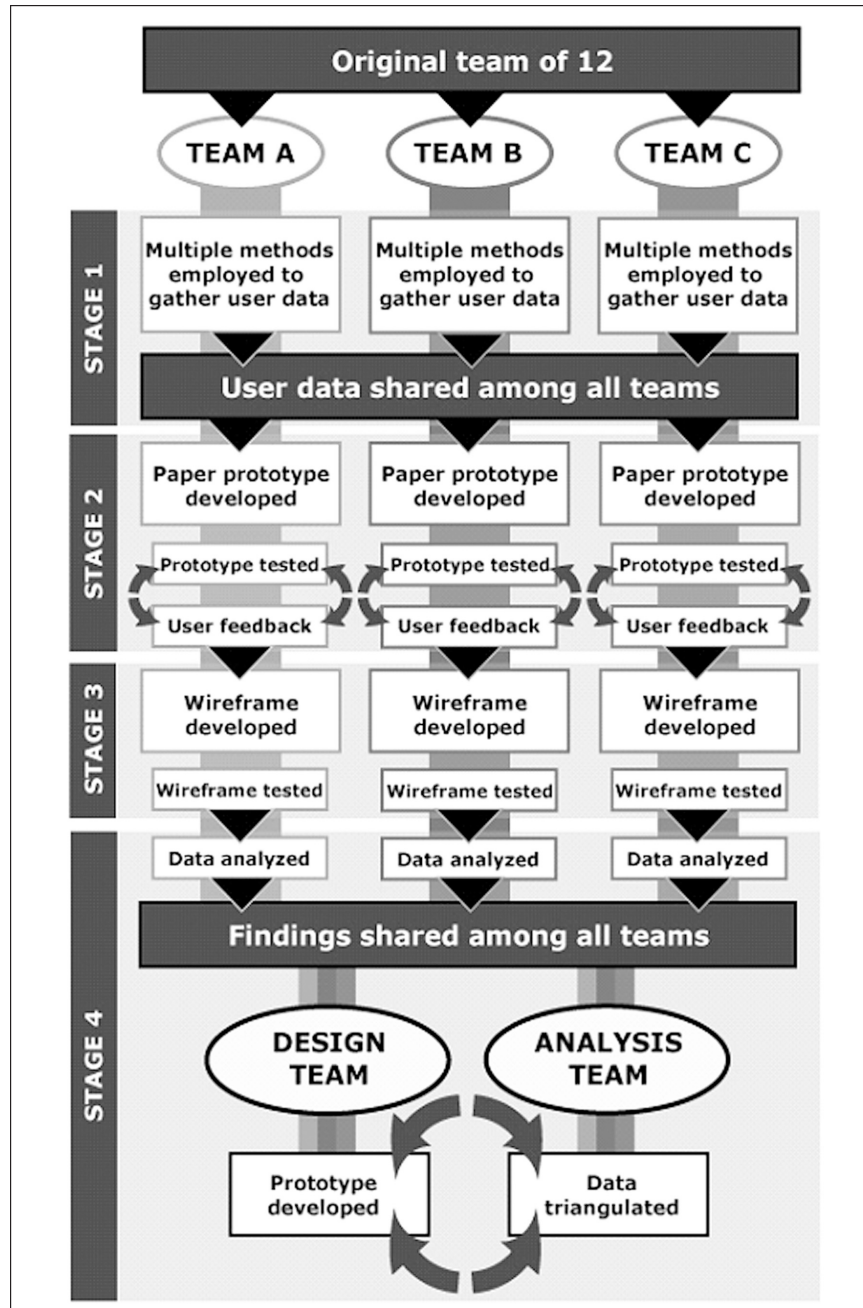 Original team of 12
TEAM A
TEAM B
TEAM C
STAGE 1
Multiple methods
employed to
gather user data
Multiple methods
employed to
gather user data
Multiple methods
employed to
gather user data
User data shared among all teams
STAGE 2
Paper prototype
developed
Paper prototype
developed
Paper prototype
developed
Prototype tested
Prototype tested
Prototype tested
User feedback
User feedback
User feedback
STAGE 3
Wireframe
developed
Wireframe
developed
Wireframe
developed
Wireframe tested
Wireframe tested
Wireframe tested
STAGE 4
Data analyzed
Data analyzed
Data analyzed
Findings shared among all teams
DESIGN
TEAM
ANALYSIS
TEAM
Prototype
developed
Data
triangulated